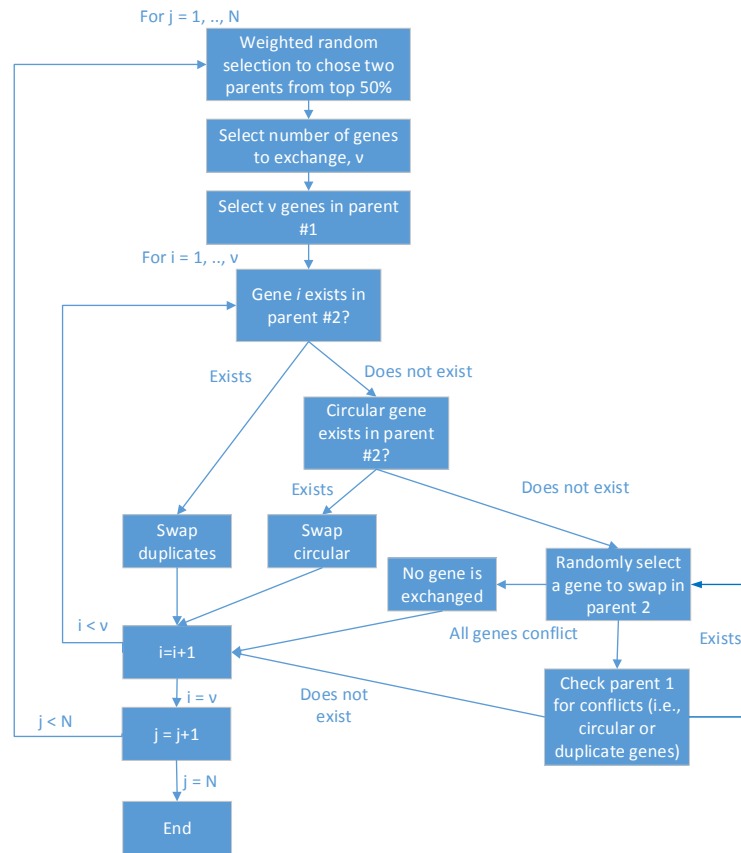 For j = 1, .., N
Weighted random
selection to chose two
parents from top 50%
Select number of genes
to exchange, ν
Select ν genes in parent
#1
For i = 1, .., ν
Gene i exists in
parent #2?
Exists
Does not exist
Circular gene
exists in parent
#2?
Exists
Does not exist
Swap
duplicates
Swap
circular
No gene is
exchanged
Randomly select
a gene to swap in
parent 2
i < ν
All genes conflict
Exists
i=i+1
Does not
exist
Check parent 1
for conflicts (i.e.,
circular or
duplicate genes)
i = ν
j < N
j = j+1
j = N
End